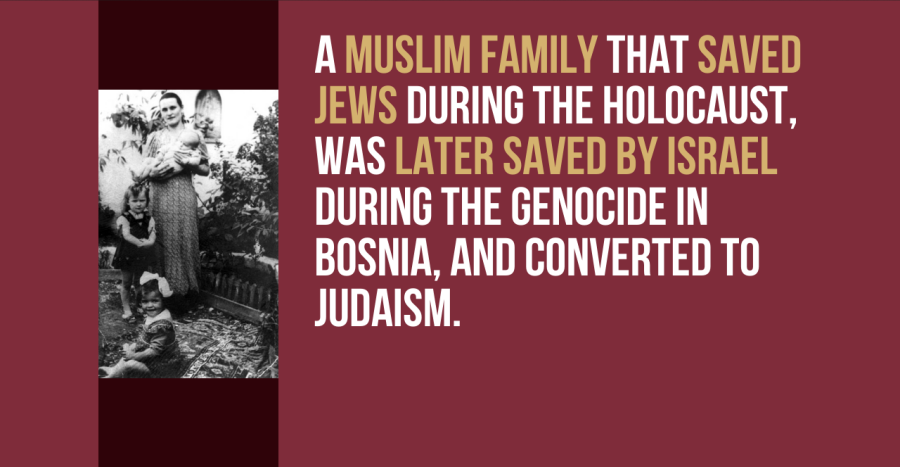 A MUSLIM FAMILY THAT SAVED
JEWS DURING THE HOLOCAUST,
WAS LATER SAVED BY ISRAEL
DURING THE GENOCIDE IN
BOSNIA, AND CONVERTED TO
JUDAISM.